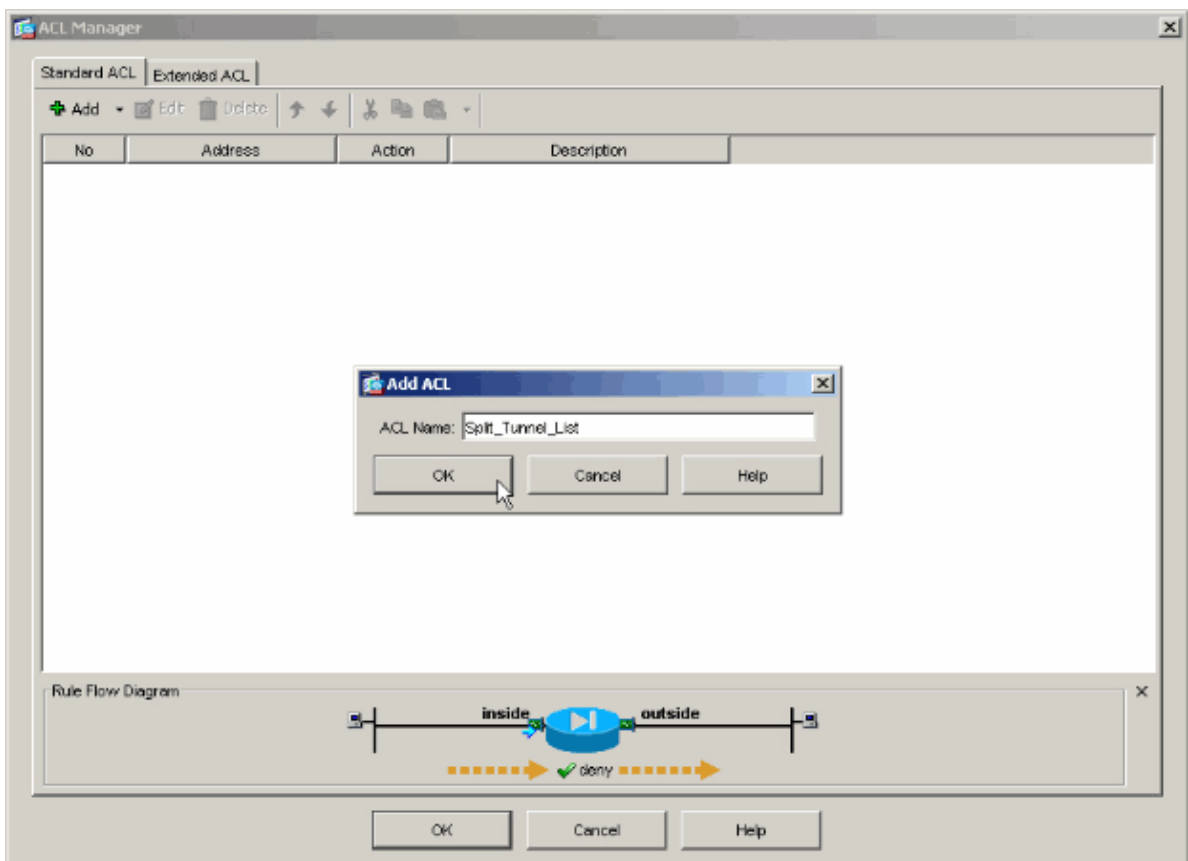 ACL Manager
Standard ACL Extended ACL
Add Edit Delete
No Address Action Description
Add ACL
ACL Name: Split_Tunnel_List
OK Cancel Help
Rule Flow Diagram
inside outside
deny
OK Cancel Help